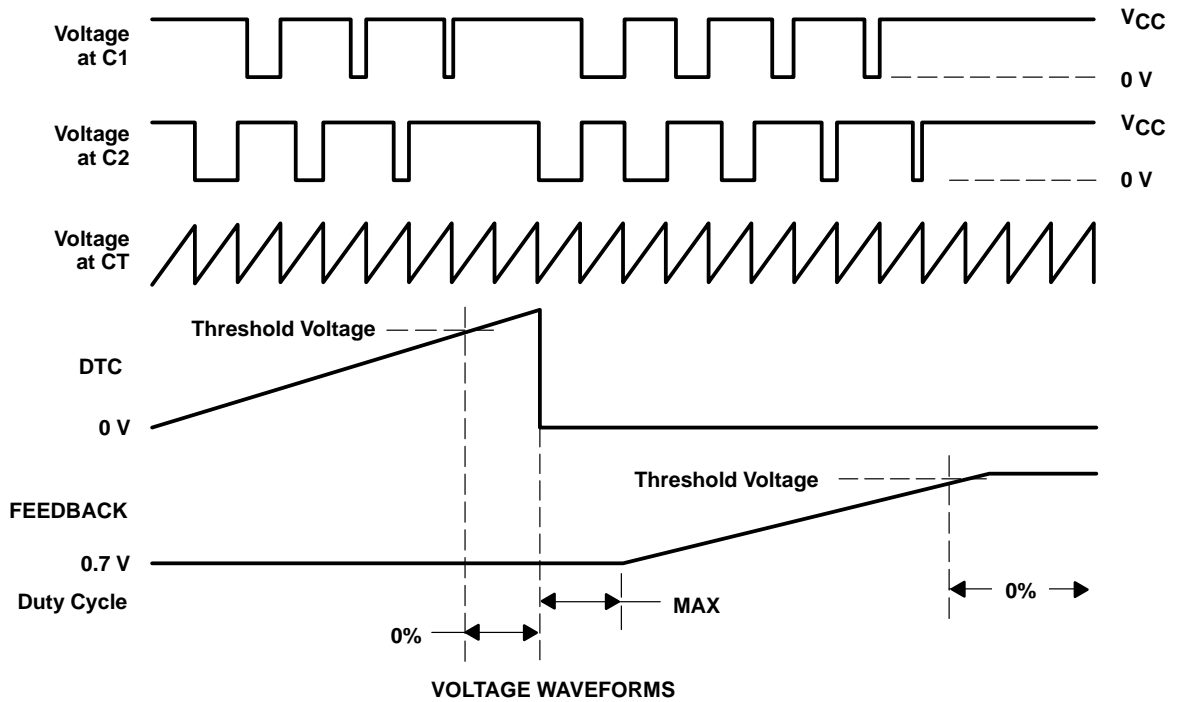 Voltage
at C1
VCC
0 V
Voltage
at C2
VCC
0 V
Voltage
at CT
Threshold Voltage
DTC
0 V
Threshold Voltage
FEEDBACK
0.7 V
Duty Cycle
MAX
0%
0%
VOLTAGE WAVEFORMS